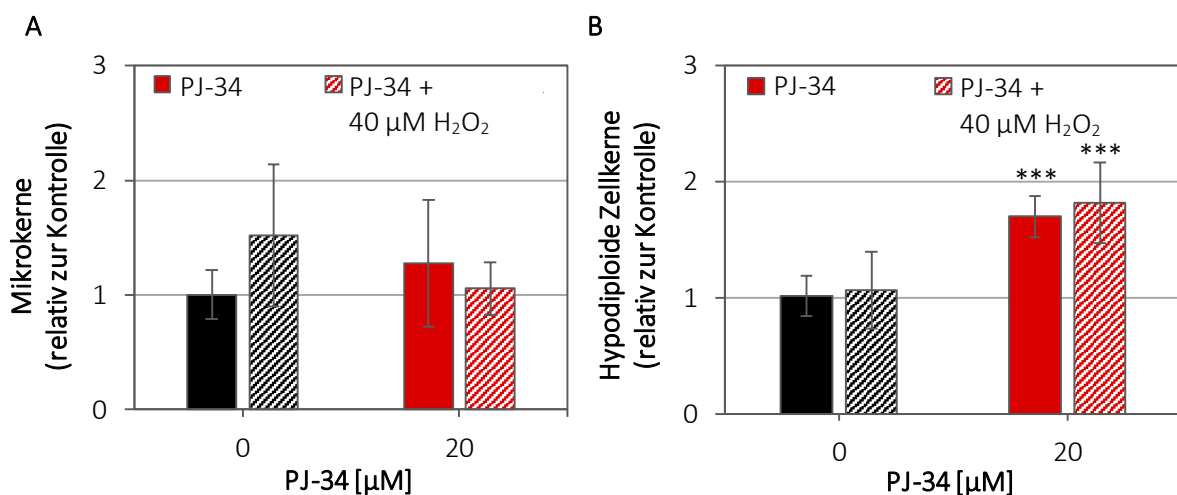 A
3
PJ-34
PJ-34 +
40 µM H₂O₂
2
1
0
Mikrokerne
(relativ zur Kontrolle)
0
20
PJ-34 [µM]
B
3
PJ-34
PJ-34 +
40 µM H₂O₂
***
***
2
1
0
Hypodiploide Zellkerne
(relativ zur Kontrolle)
0
20
PJ-34 [µM]